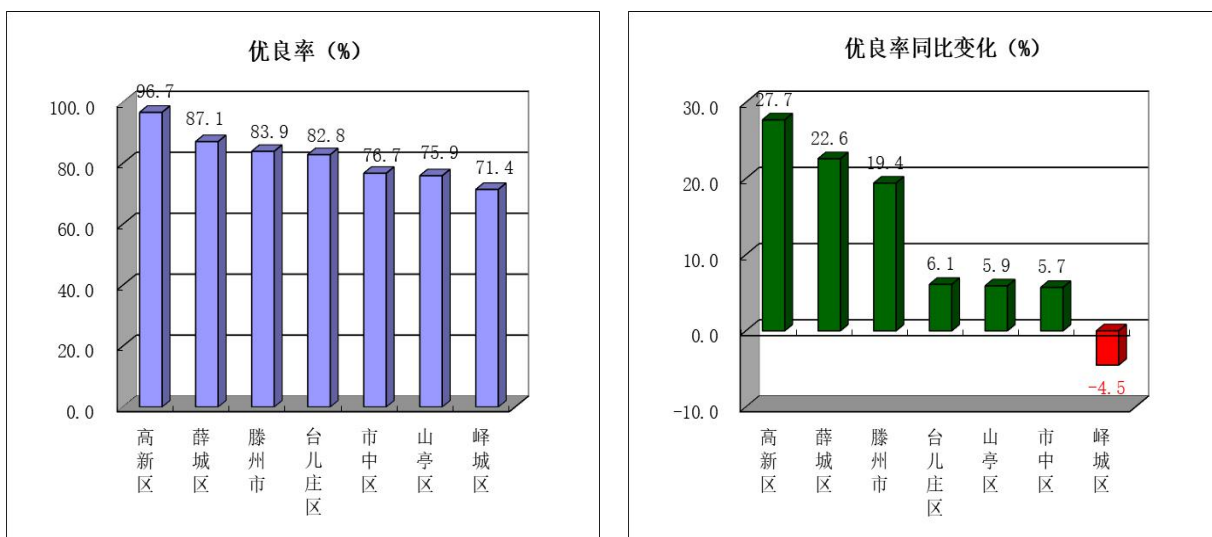 优良率（%）
96.7
87.1
83.9
82.8
76.7
75.9
71.4
100.0
80.0
60.0
40.0
20.0
0.0
高新区
薛城区
滕州市
台儿庄区
市中区
山亭区
峄城区
优良率同比变化（%）
27.7
22.6
19.4
6.1
5.9
5.7
-4.5
30.0
20.0
10.0
0.0
-10.0
高新区
薛城区
滕州市
台儿庄区
山亭区
市中区
峄城区